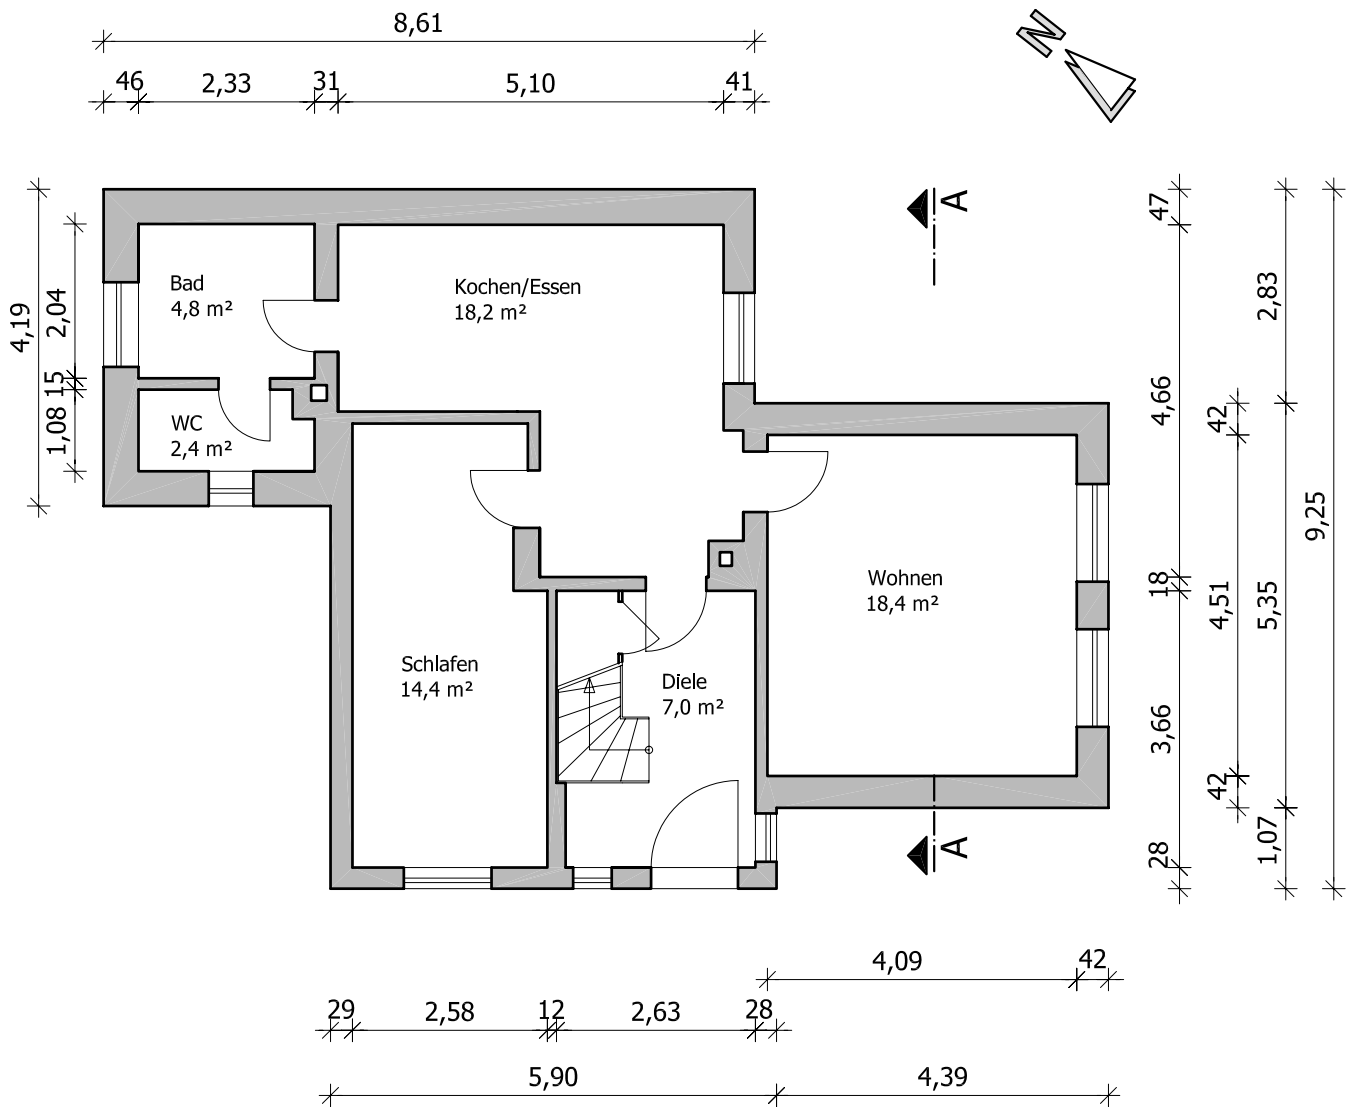 8,61
46 2,33 31 5,10 41
N
A
Bad
4,8 m²
Kochen/Essen
18,2 m²
WC
2,4 m²
Wohnen
18,4 m²
Schlafen
14,4 m²
Diele
7,0 m²
A
4,19
2,04
15
1,08
47
4,66
18
3,66
28
42
4,51
42
2,83
5,35
1,07
9,25
4,09 42
29 2,58 12 2,63 28
5,90 4,39